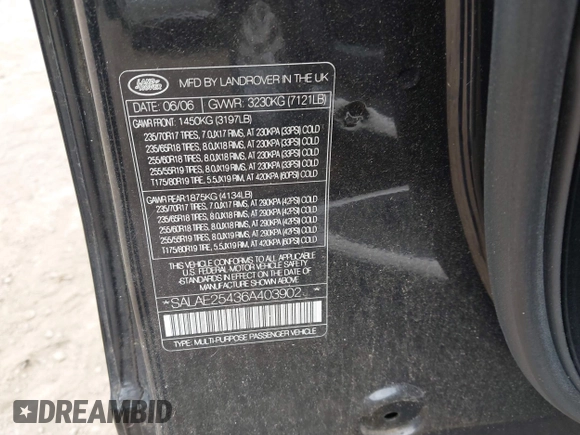 LAND ROVER
MFD BY LANDROVER IN THE UK
DATE: 06/06 GVWR: 3230KG (7121LB)
GAWR FRONT: 1450KG (3197LB)
235/70R17 TIRES, 7.0JX17 RIMS, AT 230KPA (33PSI) COLD
235/65R18 TIRES, 8.0JX18 RIMS, AT 230KPA (33PSI) COLD
255/60R18 TIRES, 8.0JX18 RIMS, AT 230KPA (33PSI) COLD
255/55R19 TIRES, 8.0JX19 RIMS, AT 230KPA (33PSI) COLD
T175/80R19 TIRE, 5.5JX19 RIM, AT 420KPA (60PSI) COLD
GAWR REAR: 1875KG (4134LB)
235/70R17 TIRES, 7.0JX17 RIMS, AT 290KPA (42PSI) COLD
235/65R18 TIRES, 8.0JX18 RIMS, AT 290KPA (42PSI) COLD
255/60R18 TIRES, 8.0JX18 RIMS, AT 290KPA (42PSI) COLD
255/55R19 TIRES, 8.0JX19 RIMS, AT 290KPA (42PSI) COLD
T175/80R19 TIRE, 5.5JX19 RIM, AT 420KPA (60PSI) COLD
THIS VEHICLE CONFORMS TO ALL APPLICABLE
U.S. FEDERAL MOTOR VEHICLE SAFETY
STANDARDS IN EFFECT ON THE DATE OF
MANUFACTURE SHOWN ABOVE
*SALAE25436A403902
TYPE: MULTI-PURPOSE PASSENGER VEHICLE
DREAMBID